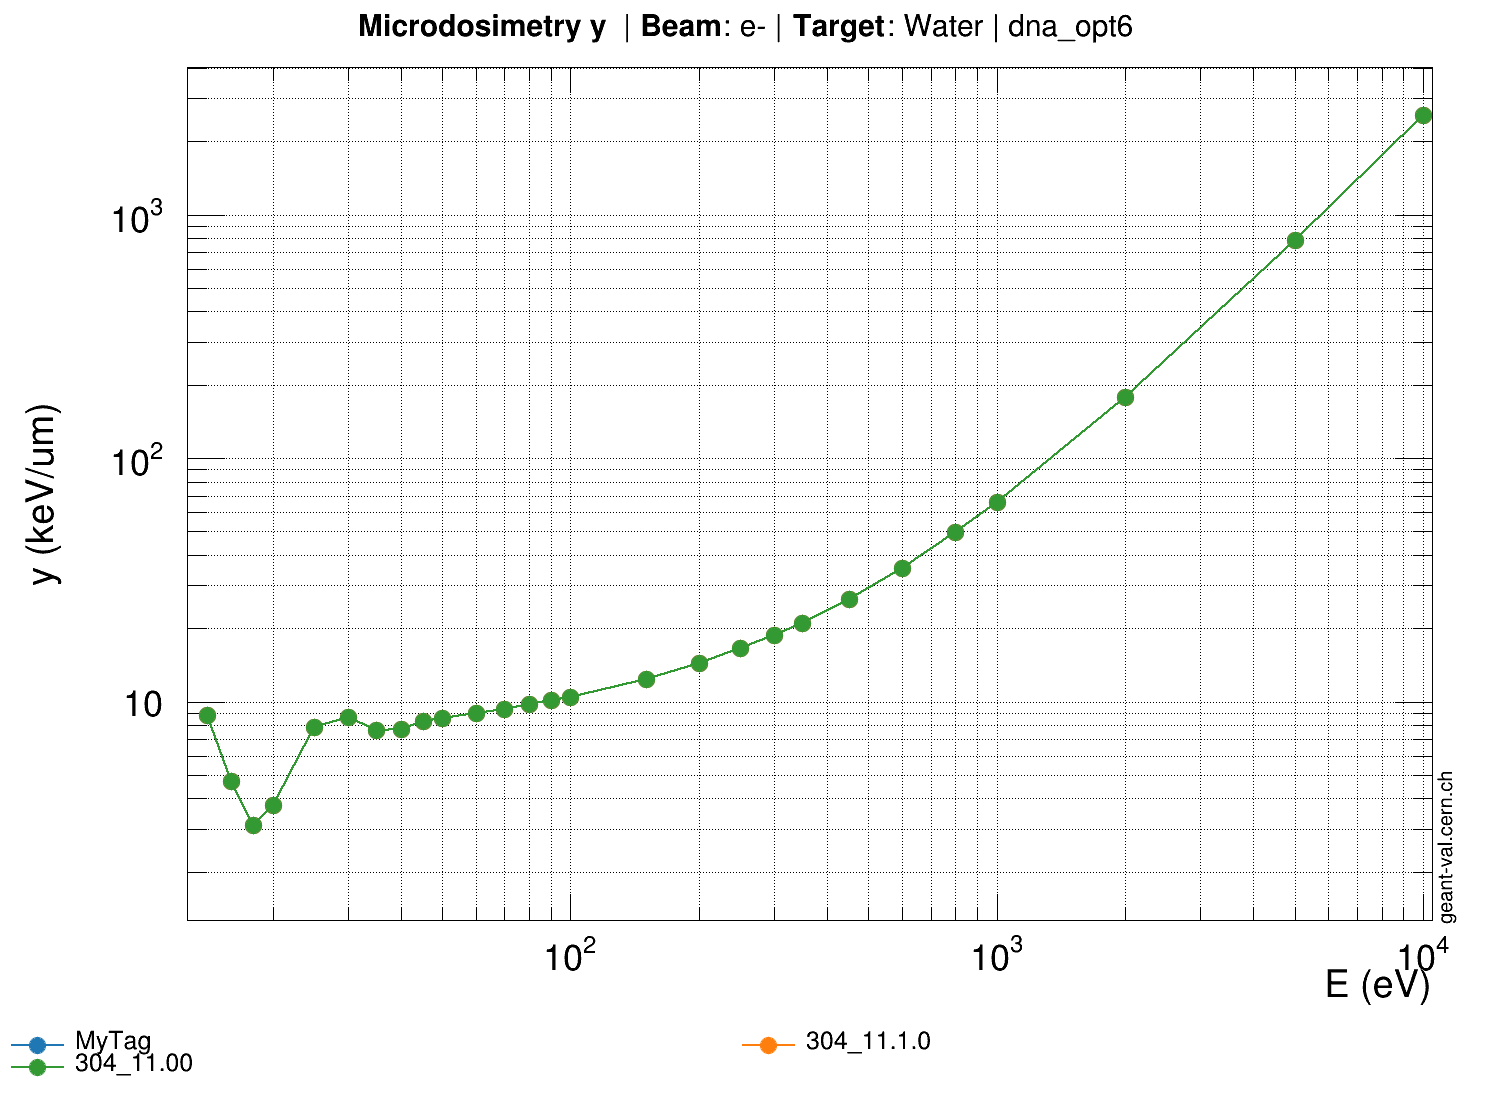 Microdosimetry y | Beam: e- | Target: Water | dna_opt6
y (keV/um)
10³
10²
10
10²
10³
10⁴
E (eV)
geant-val.cern.ch
MyTag
304_11.1.0
304_11.00